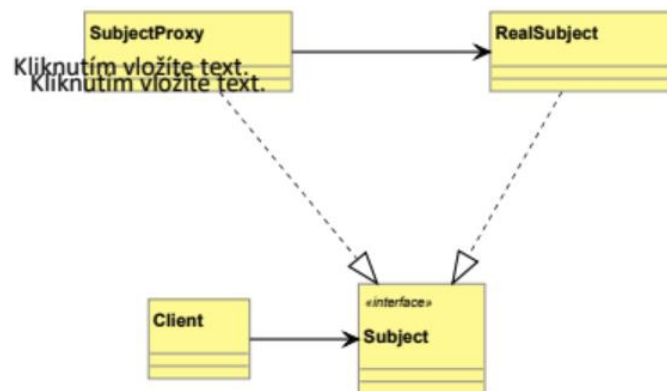 SubjectProxy
RealSubject
Kliknutím vložíte text.
Kliknutím vložíte text.
«interface»
Client
Subject